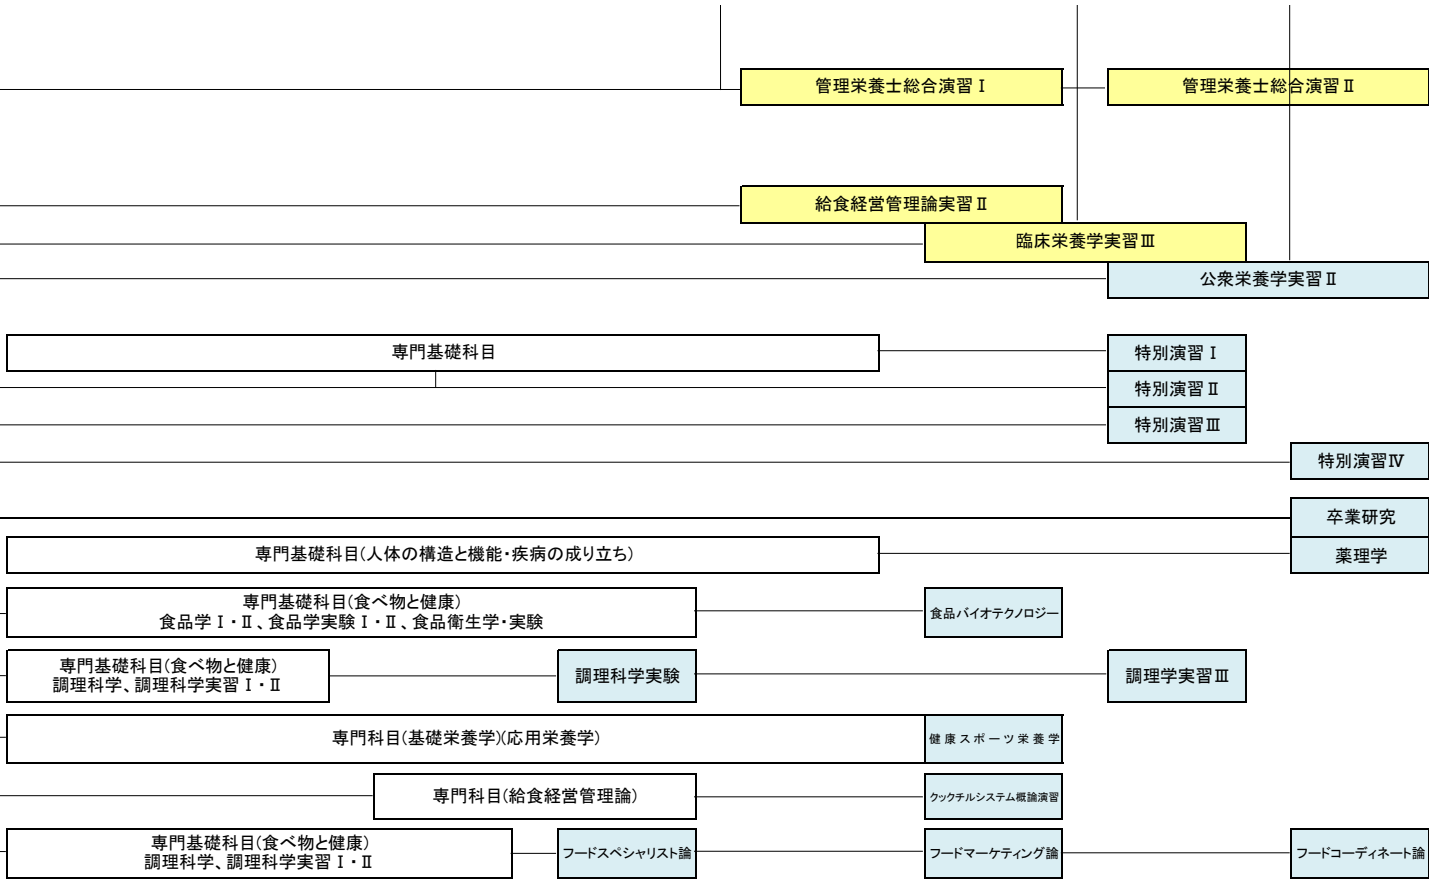 管理栄養士総合演習Ⅰ
管理栄養士総合演習Ⅱ
給食経営管理論実習Ⅱ
臨床栄養学実習Ⅲ
公衆栄養学実習Ⅱ
専門基礎科目
特別演習Ⅰ
特別演習Ⅱ
特別演習Ⅲ
特別演習Ⅳ
卒業研究
専門基礎科目(人体の構造と機能・疾病の成り立ち)
薬理学
専門基礎科目(食べ物と健康)
食品学Ⅰ・Ⅱ、食品学実験Ⅰ・Ⅱ、食品衛生学・実験
食品バイオテクノロジー
専門基礎科目(食べ物と健康)
調理科学、調理科学実習Ⅰ・Ⅱ
調理科学実験
調理学実習Ⅲ
専門科目(基礎栄養学)(応用栄養学)
健康スポーツ栄養学
専門科目(給食経営管理論)
クックチルシステム概論演習
専門基礎科目(食べ物と健康)
調理科学、調理科学実習Ⅰ・Ⅱ
フードスペシャリスト論
フードマーケティング論
フードコーディネート論